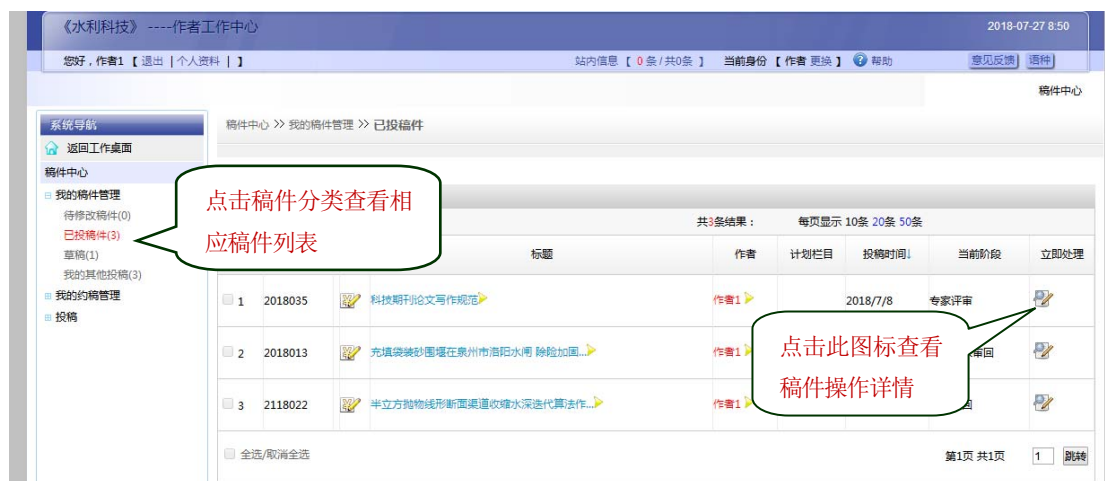 《水利科技》 ----作者工作中心 2018-07-27 8:50
您好，作者1 【 退出 | 个人资料 | 】 站内信息 【 0 条 / 共0条 】 当前身份 【 作者 更换 】 帮助 意见反馈 语种
稿件中心
系统导航
返回工作桌面
稿件中心
我的稿件管理
待修改稿件(0)
已投稿件(3)
草稿(1)
我的其他投稿(3)
我的约稿管理
投稿
稿件中心 >> 我的稿件管理 >> 已投稿件
点击稿件分类查看相
应稿件列表
共3条结果： 每页显示 10条 20条 50条
标题 作者 计划栏目 投稿时间↓ 当前阶段 立即处理
1 2018035 科技期刊论文写作规范 作者1 2018/7/8 专家评审
2 2018013 充填袋装砂围堰在泉州市洛阳水闸 除险加固... 作者1 审回
3 2118022 半立方抛物线形断面渠道收缩水深迭代算法作... 作者1
点击此图标查看
稿件操作详情
全选/取消全选
第1页 共1页 1 跳转